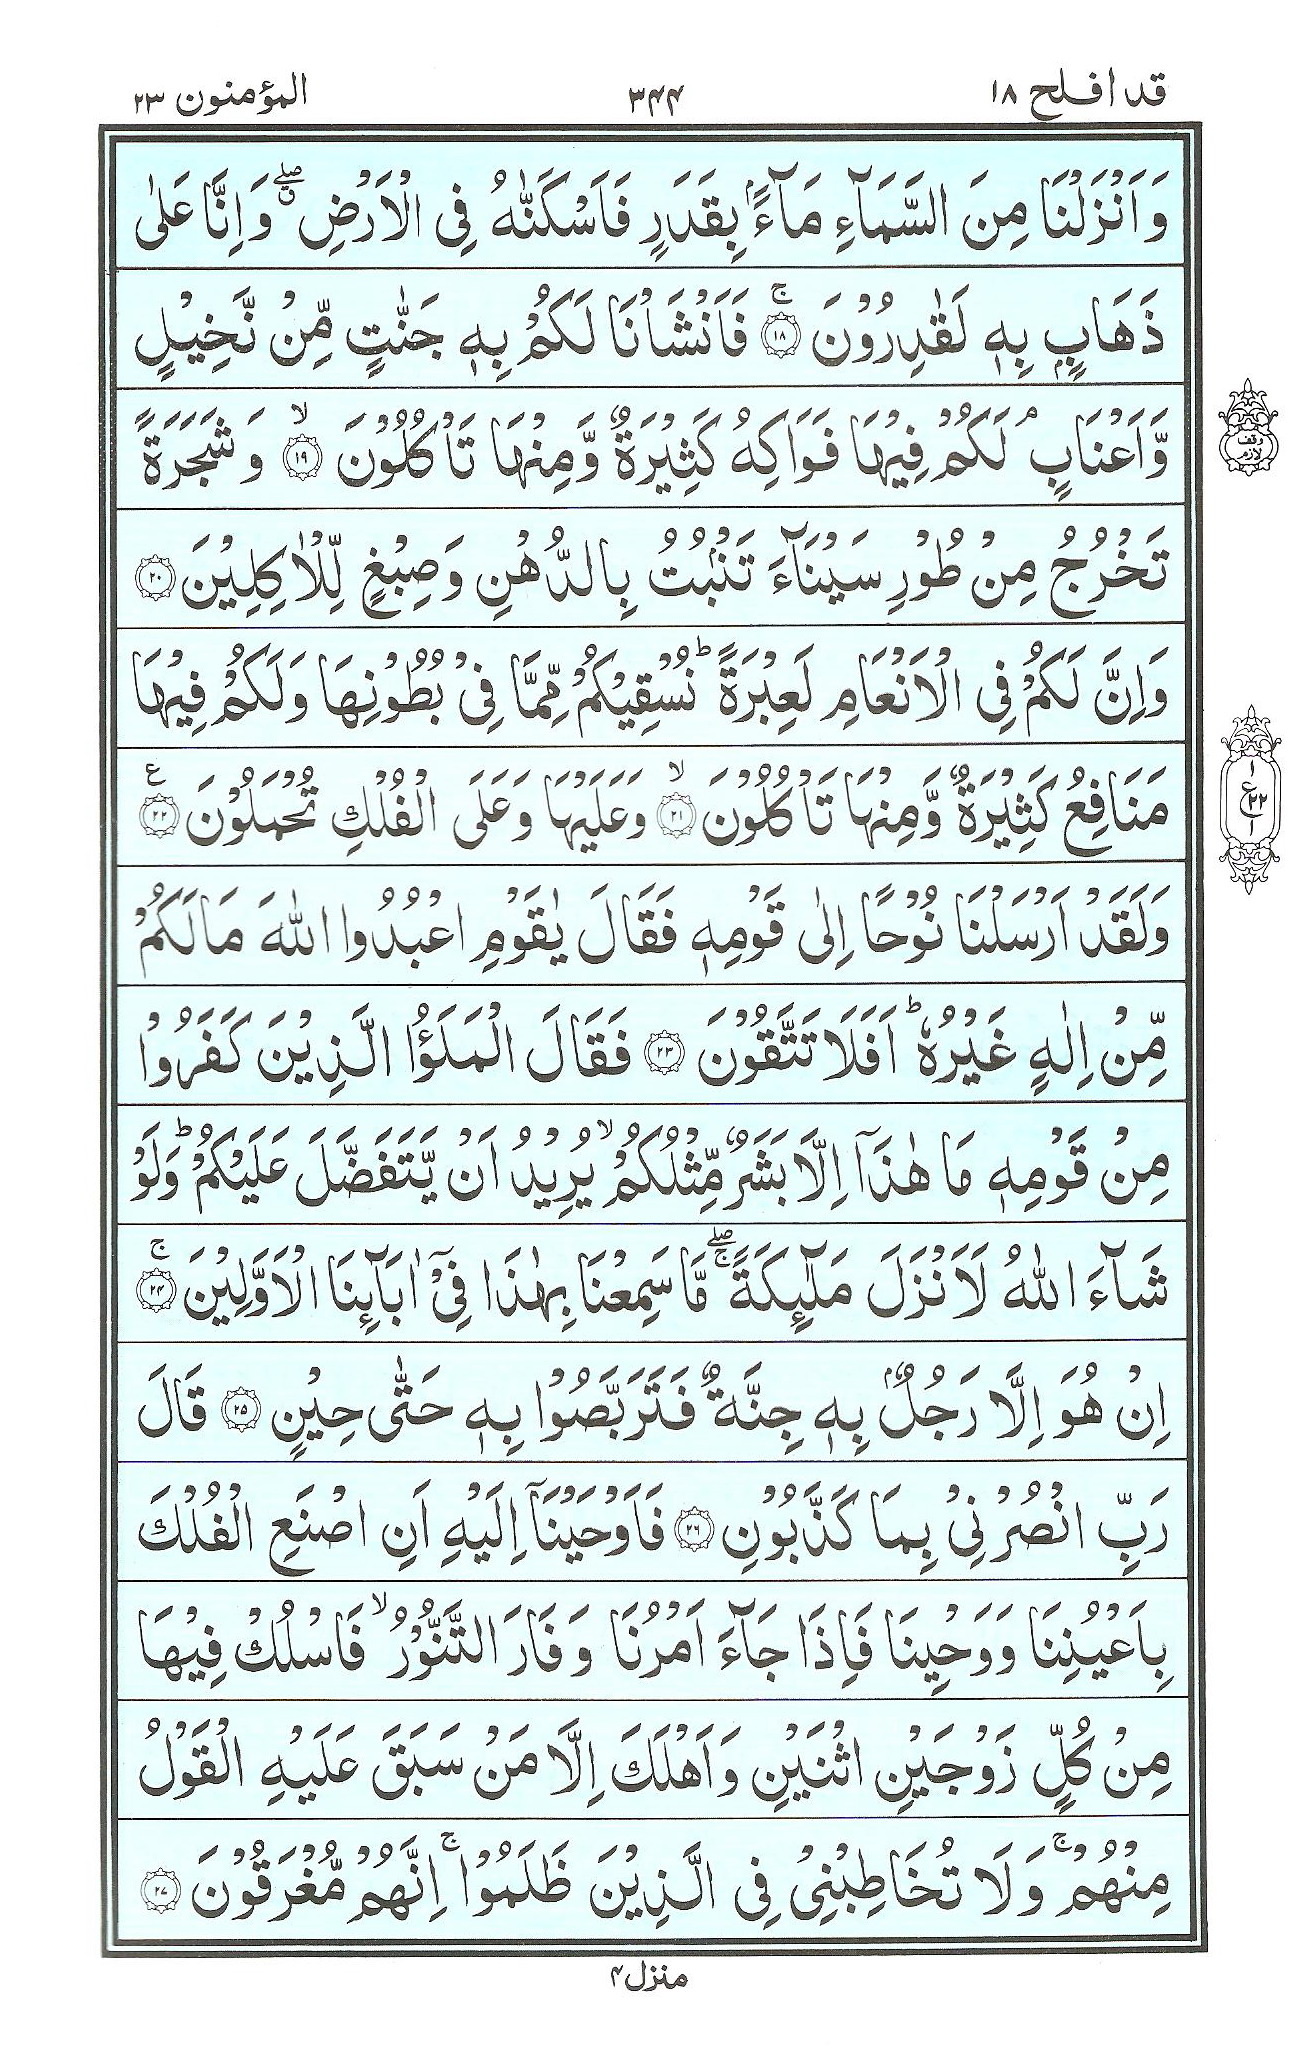 قد افلح ١٨
٣٤٤
المؤمنون ٢٣
وَاَنْزَلْنَا مِنَ السَّمَآءِ مَآءًۢ بِقَدَرٍ فَاَسْكَنّٰهُ فِى الْاَرْضِ ۖۗ وَاِنَّا عَلٰى
ذَهَابٍۭ بِهٖ لَقٰدِرُوْنَ ۚ ١٨ فَاَنْشَاْنَا لَكُمْ بِهٖ جَنّٰتٍ مِّنْ نَّخِيْلٍ
وَّاَعْنَابٍ ۘ لَكُمْ فِيْهَا فَوَاكِهُ كَثِيْرَةٌ وَّمِنْهَا تَاْكُلُوْنَ ۙ ١٩ وَشَجَرَةً
وقف لازم
تَخْرُجُ مِنْ طُوْرِ سَيْنَآءَ تَنْۢبُتُ بِالدُّهْنِ وَصِبْغٍ لِّلْاٰكِلِيْنَ ٢٠
وَاِنَّ لَكُمْ فِى الْاَنْعَامِ لَعِبْرَةً ؕ نُسْقِيْكُمْ مِّمَّا فِىْ بُطُوْنِهَا وَلَكُمْ فِيْهَا
مَنَافِعُ كَثِيْرَةٌ وَّمِنْهَا تَاْكُلُوْنَ ۙ ٢١ وَعَلَيْهَا وَعَلَى الْفُلْكِ تُحْمَلُوْنَ ع ٢٢
١ ع ٢٢ ١
وَلَقَدْ اَرْسَلْنَا نُوْحًا اِلٰى قَوْمِهٖ فَقَالَ يٰقَوْمِ اعْبُدُوا اللّٰهَ مَا لَكُمْ
مِّنْ اِلٰهٍ غَيْرُهٗ ؕ اَفَلَا تَتَّقُوْنَ ٢٣ فَقَالَ الْمَلَؤُا الَّذِيْنَ كَفَرُوْا
مِنْ قَوْمِهٖ مَا هٰذَآ اِلَّا بَشَرٌ مِّثْلُكُمْ ۙ يُرِيْدُ اَنْ يَّتَفَضَّلَ عَلَيْكُمْ ؕ وَلَوْ
شَآءَ اللّٰهُ لَاَنْزَلَ مَلٰٓئِكَةً ۚۖ مَّا سَمِعْنَا بِهٰذَا فِىْٓ اٰبَآئِنَا الْاَوَّلِيْنَ ۚ ٢٤
اِنْ هُوَ اِلَّا رَجُلٌۢ بِهٖ جِنَّةٌ فَتَرَبَّصُوْا بِهٖ حَتّٰى حِيْنٍ ٢٥ قَالَ
رَبِّ انْصُرْنِىْ بِمَا كَذَّبُوْنِ ٢٦ فَاَوْحَيْنَآ اِلَيْهِ اَنِ اصْنَعِ الْفُلْكَ
بِاَعْيُنِنَا وَوَحْيِنَا فَاِذَا جَآءَ اَمْرُنَا وَفَارَ التَّنُّوْرُ ۙ فَاسْلُكْ فِيْهَا
مِنْ كُلٍّ زَوْجَيْنِ اثْنَيْنِ وَاَهْلَكَ اِلَّا مَنْ سَبَقَ عَلَيْهِ الْقَوْلُ
مِنْهُمْ ۚ وَلَا تُخَاطِبْنِىْ فِى الَّذِيْنَ ظَلَمُوْا ۚ اِنَّهُمْ مُّغْرَقُوْنَ ٢٧
منزل ٤